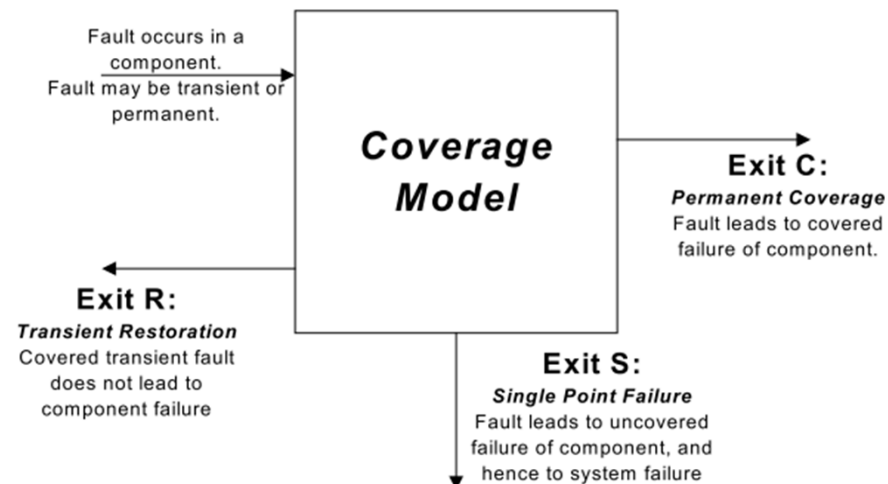 Fault occurs in a
component.
Fault may be transient or
permanent.
Coverage
Model
Exit C:
Permanent Coverage
Fault leads to covered
failure of component.
Exit R:
Transient Restoration
Covered transient fault
does not lead to
component failure
Exit S:
Single Point Failure
Fault leads to uncovered
failure of component, and
hence to system failure